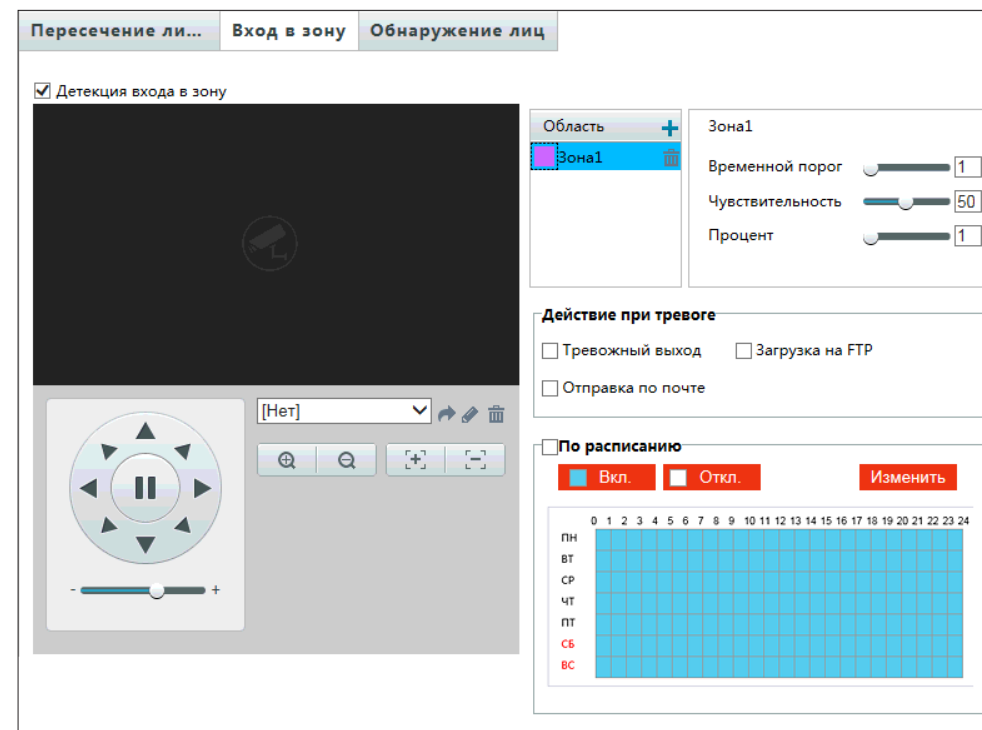 Пересечение ли... Вход в зону Обнаружение лиц
Детекция входа в зону
Область
Зона1
Зона1
Временной порог 1
Чувствительность 50
Процент 1
Действие при тревоге
Тревожный выход Загрузка на FTP
Отправка по почте
[Нет]
- +
По расписанию
Вкл. Откл. Изменить
0 1 2 3 4 5 6 7 8 9 10 11 12 13 14 15 16 17 18 19 20 21 22 23 24
ПН
ВТ
СР
ЧТ
ПТ
СБ
ВС